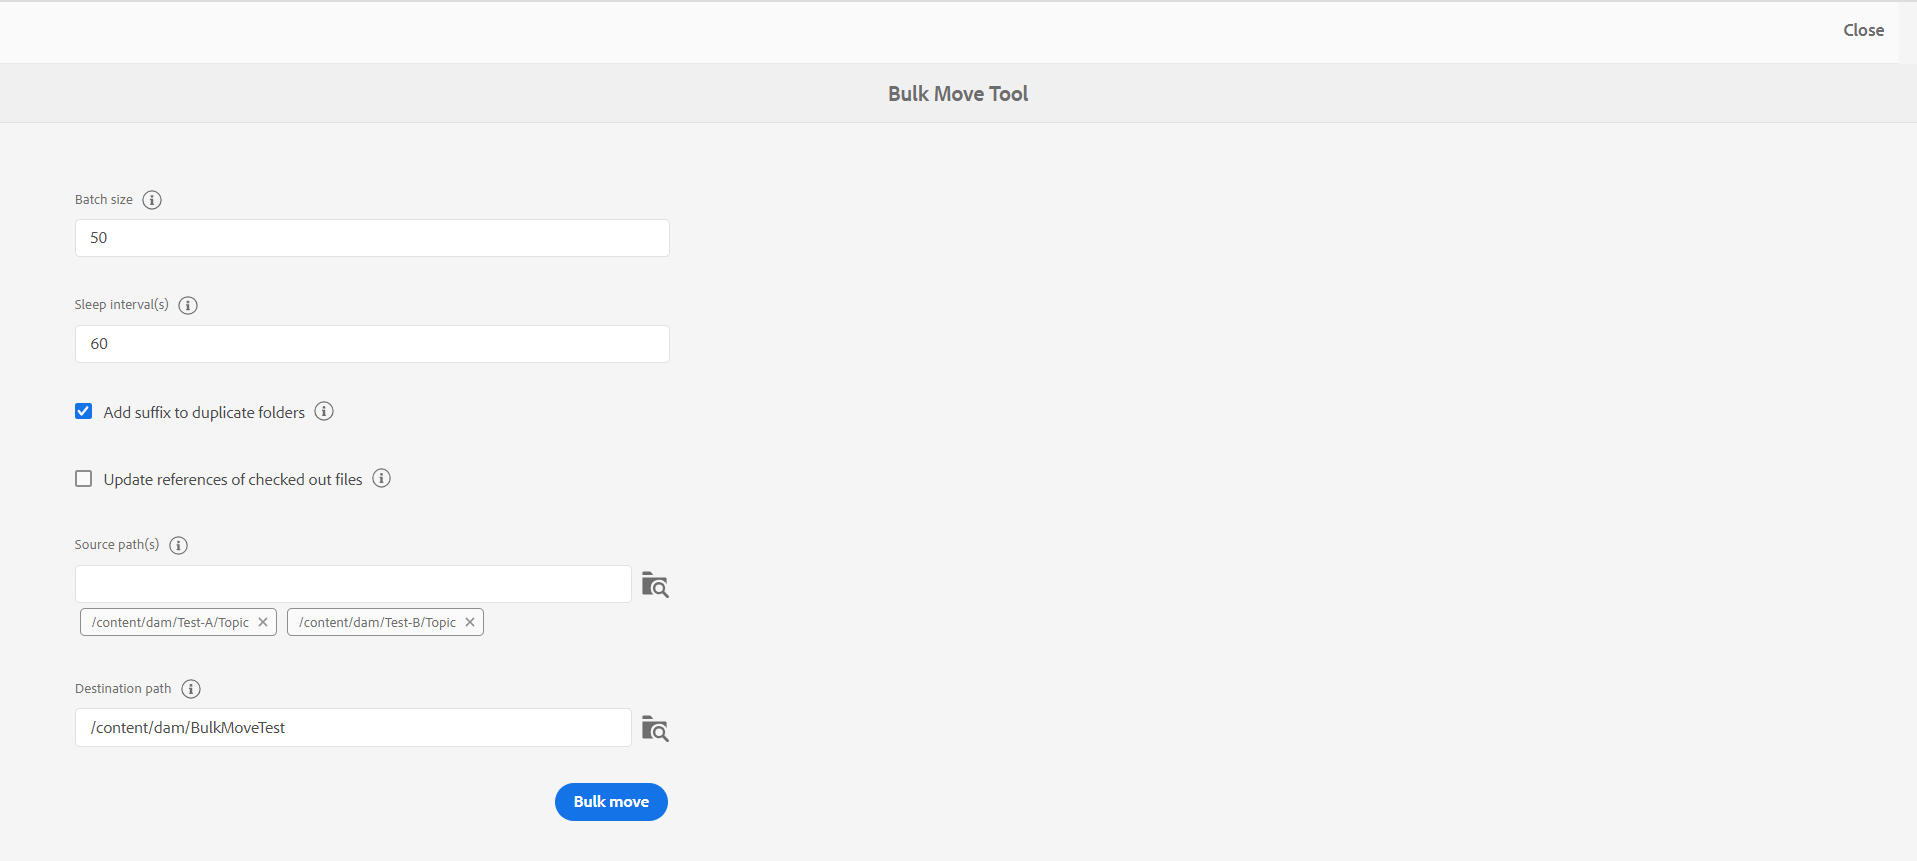 Close
Bulk Move Tool
Batch size
50
Sleep interval(s)
60
Add suffix to duplicate folders
Update references of checked out files
Source path(s)
/content/dam/Test-A/Topic /content/dam/Test-B/Topic
Destination path
/content/dam/BulkMoveTest
Bulk move